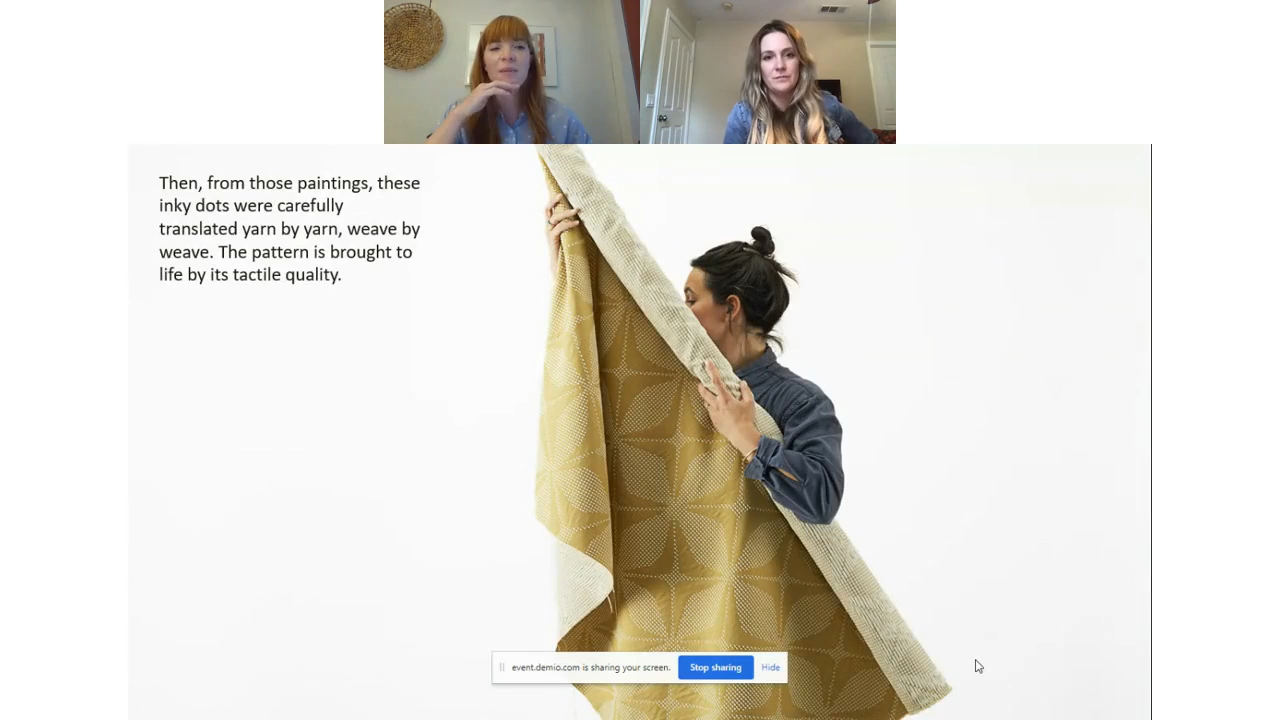 Then, from those paintings, these
inky dots were carefully
translated yarn by yarn, weave by
weave. The pattern is brought to
life by its tactile quality.
event.demio.com is sharing your screen. Stop sharing Hide